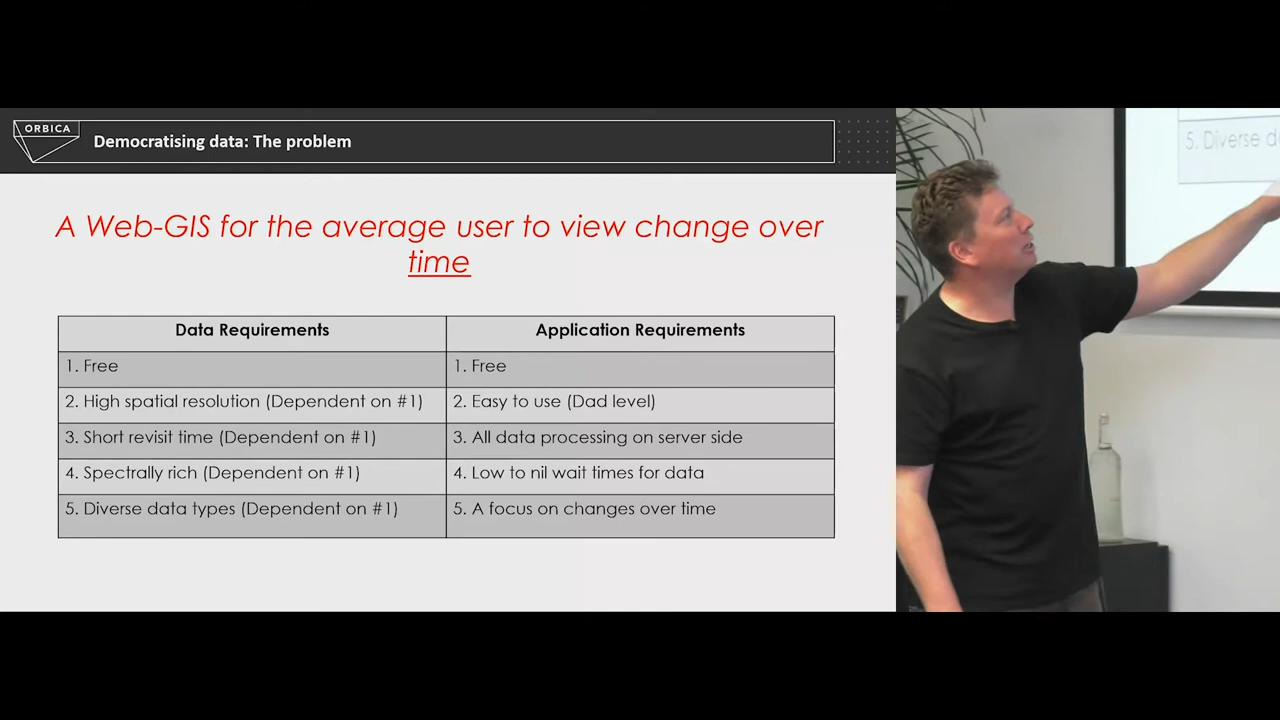 ORBICA
Democratising data: The problem
A Web-GIS for the average user to view change over
time
Data Requirements
Application Requirements
1. Free
1. Free
2. High spatial resolution (Dependent on #1)
2. Easy to use (Dad level)
3. Short revisit time (Dependent on #1)
3. All data processing on server side
4. Spectrally rich (Dependent on #1)
4. Low to nil wait times for data
5. Diverse data types (Dependent on #1)
5. A focus on changes over time
5. Diverse